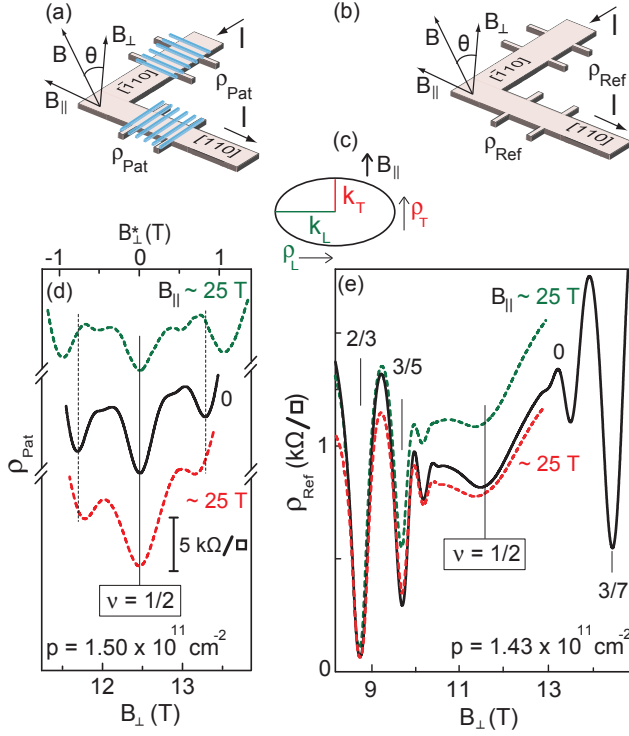 (a)
B
θ
B⊥
B||
I
ρPat
[1̄10]
I
ρPat
[110]
(b)
B
θ
B⊥
B||
I
ρRef
[1̄10]
I
ρRef
[110]
(c)
B||
kT
kL
ρT
ρL
B*⊥(T)
-1 0 1
(d)
B|| ~ 25 T
0
~ 25 T
5 kΩ/□
ν = 1/2
p = 1.50 x 10¹¹ cm⁻²
ρPat
12 13
B⊥(T)
(e)
B|| ~ 25 T
2/3
3/5
0
~ 25 T
ν = 1/2
3/7
p = 1.43 x 10¹¹ cm⁻²
2
1
0
ρRef (kΩ/□)
9 11 13
B⊥(T)